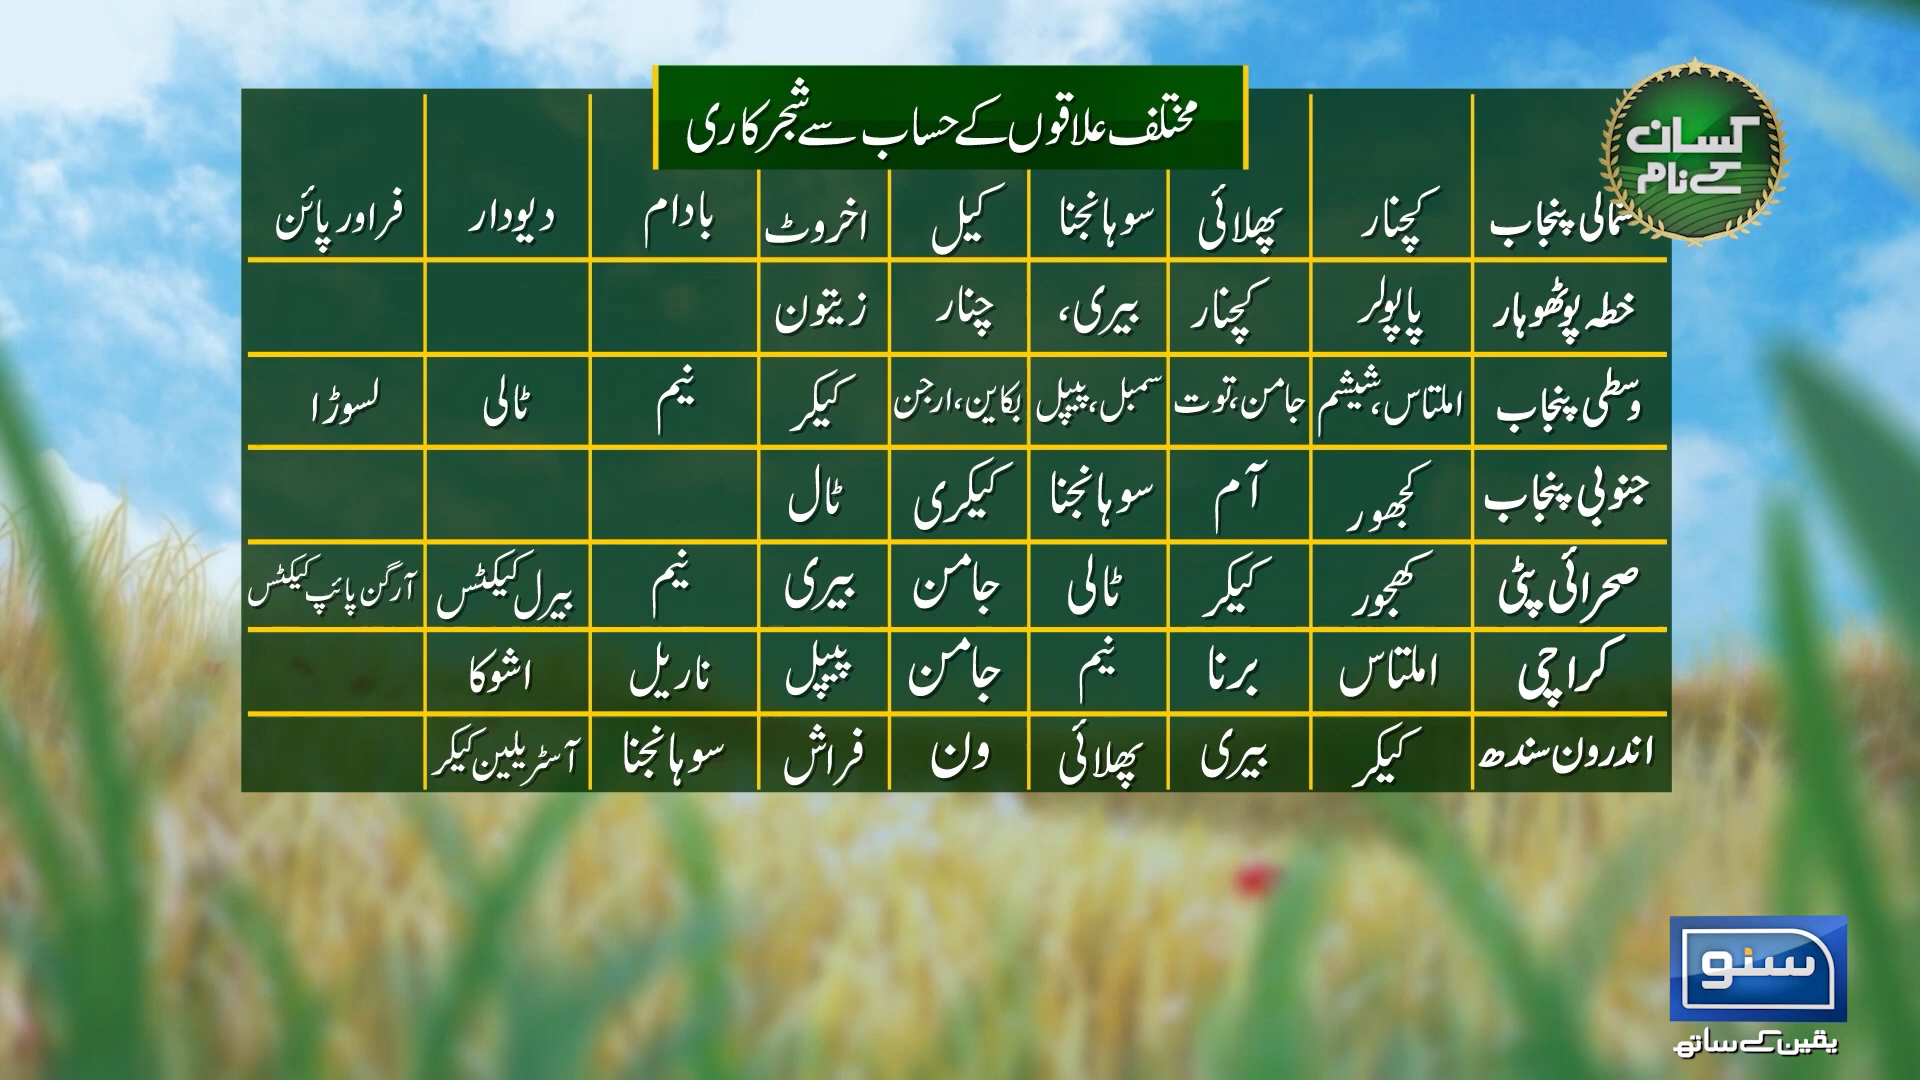 مختلف علاقوں کے حساب سے شجرکاری
کسان کے نام
شمالی پنجاب کچنار پھلائی سوہانجنا کیل اخروٹ بادام دیودار فراور پائن
خطہ پوٹھوہار پاپولر کچنار بیری، چنار زیتون
وسطی پنجاب املتاس،شیشم جامن،توت سمبل،پیپل بکاین،ارجن کیکر نیم ٹالی لسوڑا
جنوبی پنجاب کجھور آم سوہانجنا کیکری ٹال
صحرائی پٹی کھجور کیکر ٹالی جامن بیری نیم بیرل کیکٹس آرگن پائپ کیکٹس
کراچی املتاس برنا نیم جامن پیپل ناریل اشوکا
اندرون سندھ کیکر بیری پھلائی ون فراش سوہانجنا آسٹریلین کیکر
سنو
یقین کے ساتھ